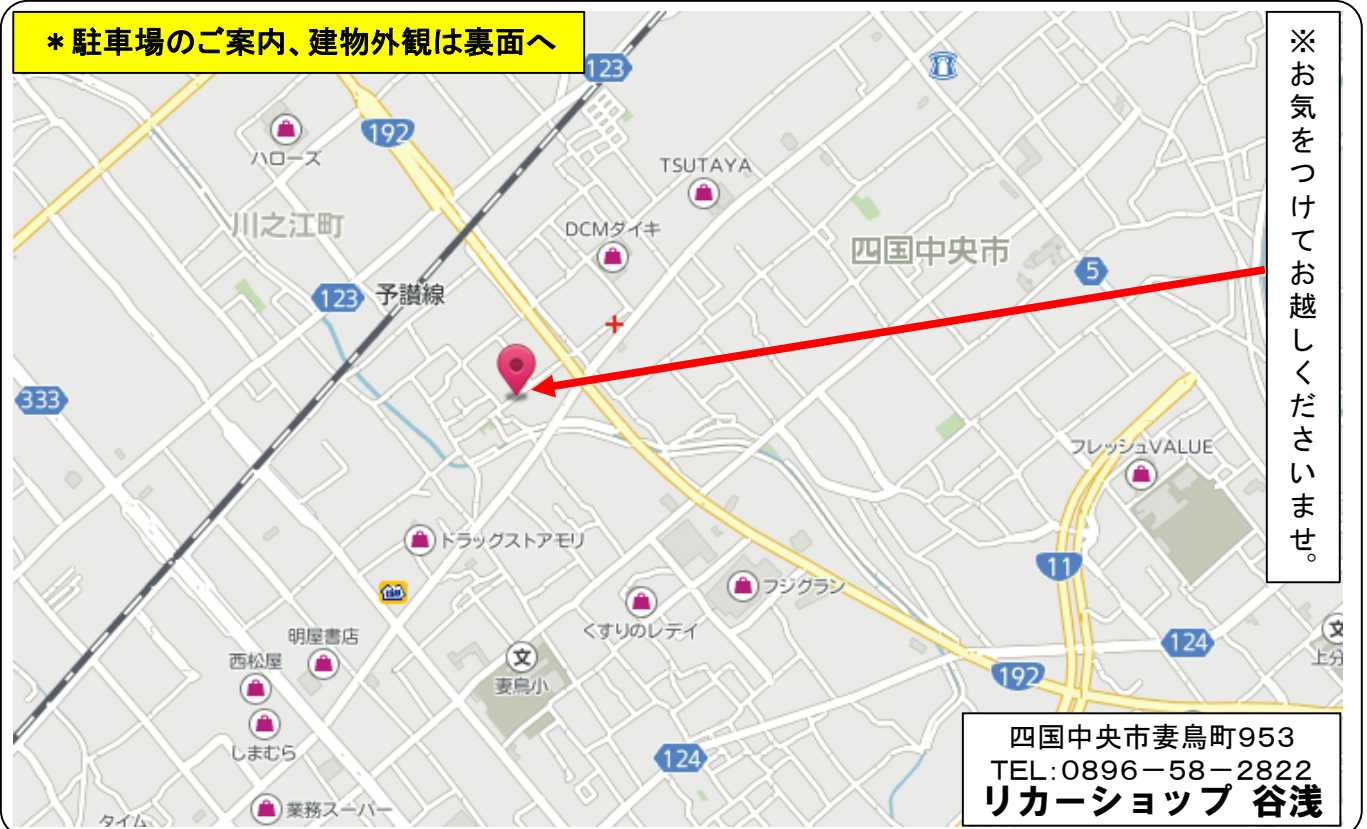 *駐車場のご案内、建物外観は裏面へ
※お気をつけてお越しくださいませ。
123
192
ハローズ
TSUTAYA
川之江町
DCMダイキ
四国中央市
5
123
予讃線
333
フレッシュVALUE
ドラッグストアモリ
11
フジグラン
くすりのレデイ
明屋書店
西松屋
文
妻鳥小
124
文
上分
192
しまむら
124
業務スーパー
タイム
四国中央市妻鳥町953
TEL:0896-58-2822
リカーショップ 谷浅